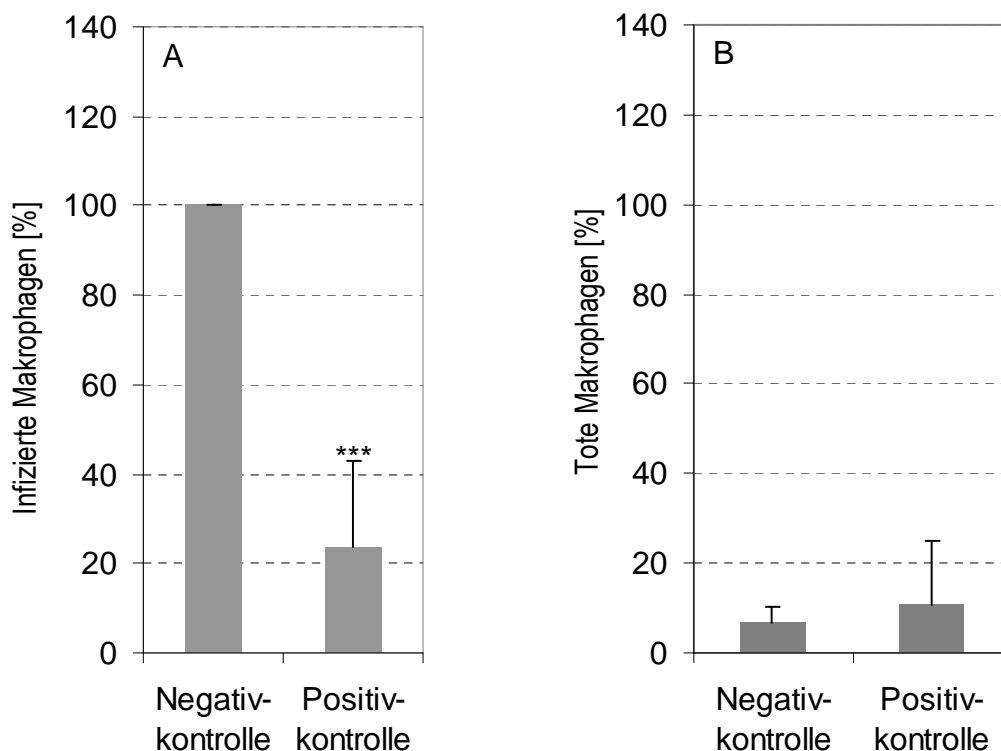 A
Infizierte Makrophagen [%]
140
120
100
80
60
40
20
0
***
Negativ-
kontrolle
Positiv-
kontrolle
B
Tote Makrophagen [%]
140
120
100
80
60
40
20
0
Negativ-
kontrolle
Positiv-
kontrolle